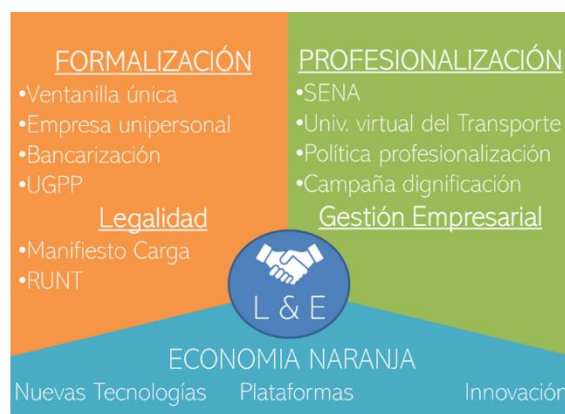 FORMALIZACIÓN
•Ventanilla única
•Empresa unipersonal
•Bancarización
•UGPP
Legalidad
•Manifiesto Carga
•RUNT
PROFESIONALIZACIÓN
•SENA
•Univ. virtual del Transporte
•Política profesionalización
•Campaña dignificación
Gestión Empresarial
L & E
ECONOMIA NARANJA
Nuevas Tecnologías Plataformas Innovación